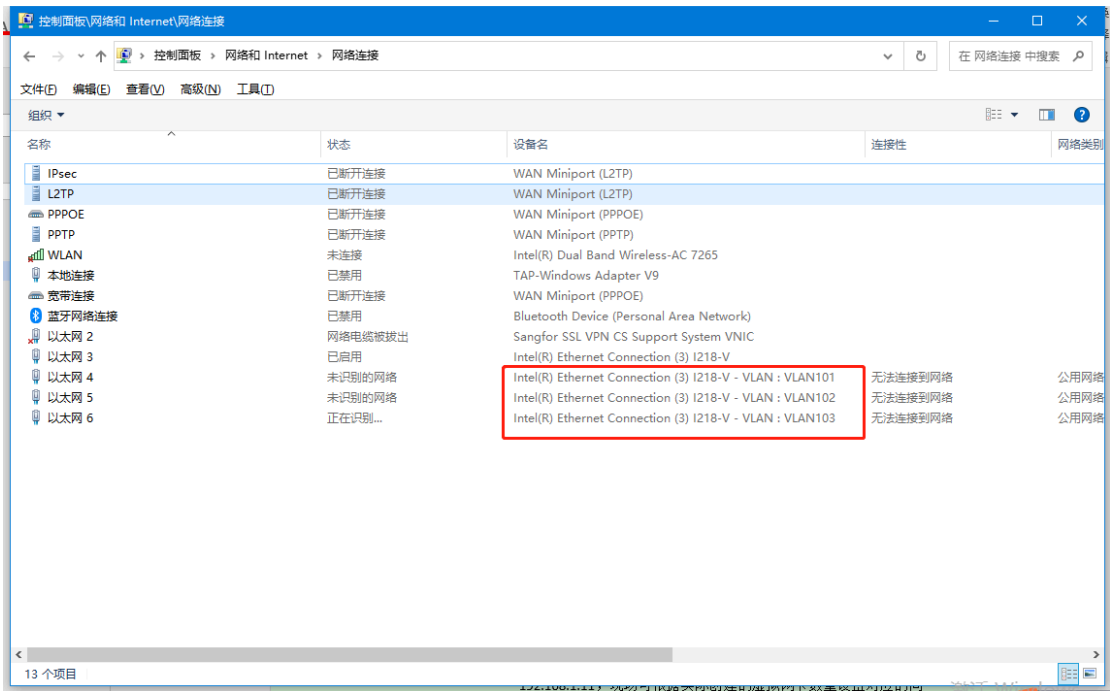 控制面板\网络和 Internet\网络连接
控制面板 › 网络和 Internet › 网络连接
在 网络连接 中搜索
文件(F) 编辑(E) 查看(V) 高级(N) 工具(T)
组织
名称 状态 设备名 连接性 网络类别
IPsec 已断开连接 WAN Miniport (L2TP)
L2TP 已断开连接 WAN Miniport (L2TP)
PPPOE 已断开连接 WAN Miniport (PPPOE)
PPTP 已断开连接 WAN Miniport (PPTP)
WLAN 未连接 Intel(R) Dual Band Wireless-AC 7265
本地连接 已禁用 TAP-Windows Adapter V9
宽带连接 已断开连接 WAN Miniport (PPPOE)
蓝牙网络连接 已禁用 Bluetooth Device (Personal Area Network)
以太网 2 网络电缆被拔出 Sangfor SSL VPN CS Support System VNIC
以太网 3 已启用 Intel(R) Ethernet Connection (3) I218-V
以太网 4 未识别的网络 Intel(R) Ethernet Connection (3) I218-V - VLAN : VLAN101 无法连接到网络 公用网络
以太网 5 未识别的网络 Intel(R) Ethernet Connection (3) I218-V - VLAN : VLAN102 无法连接到网络 公用网络
以太网 6 正在识别... Intel(R) Ethernet Connection (3) I218-V - VLAN : VLAN103 无法连接到网络 公用网络
13 个项目